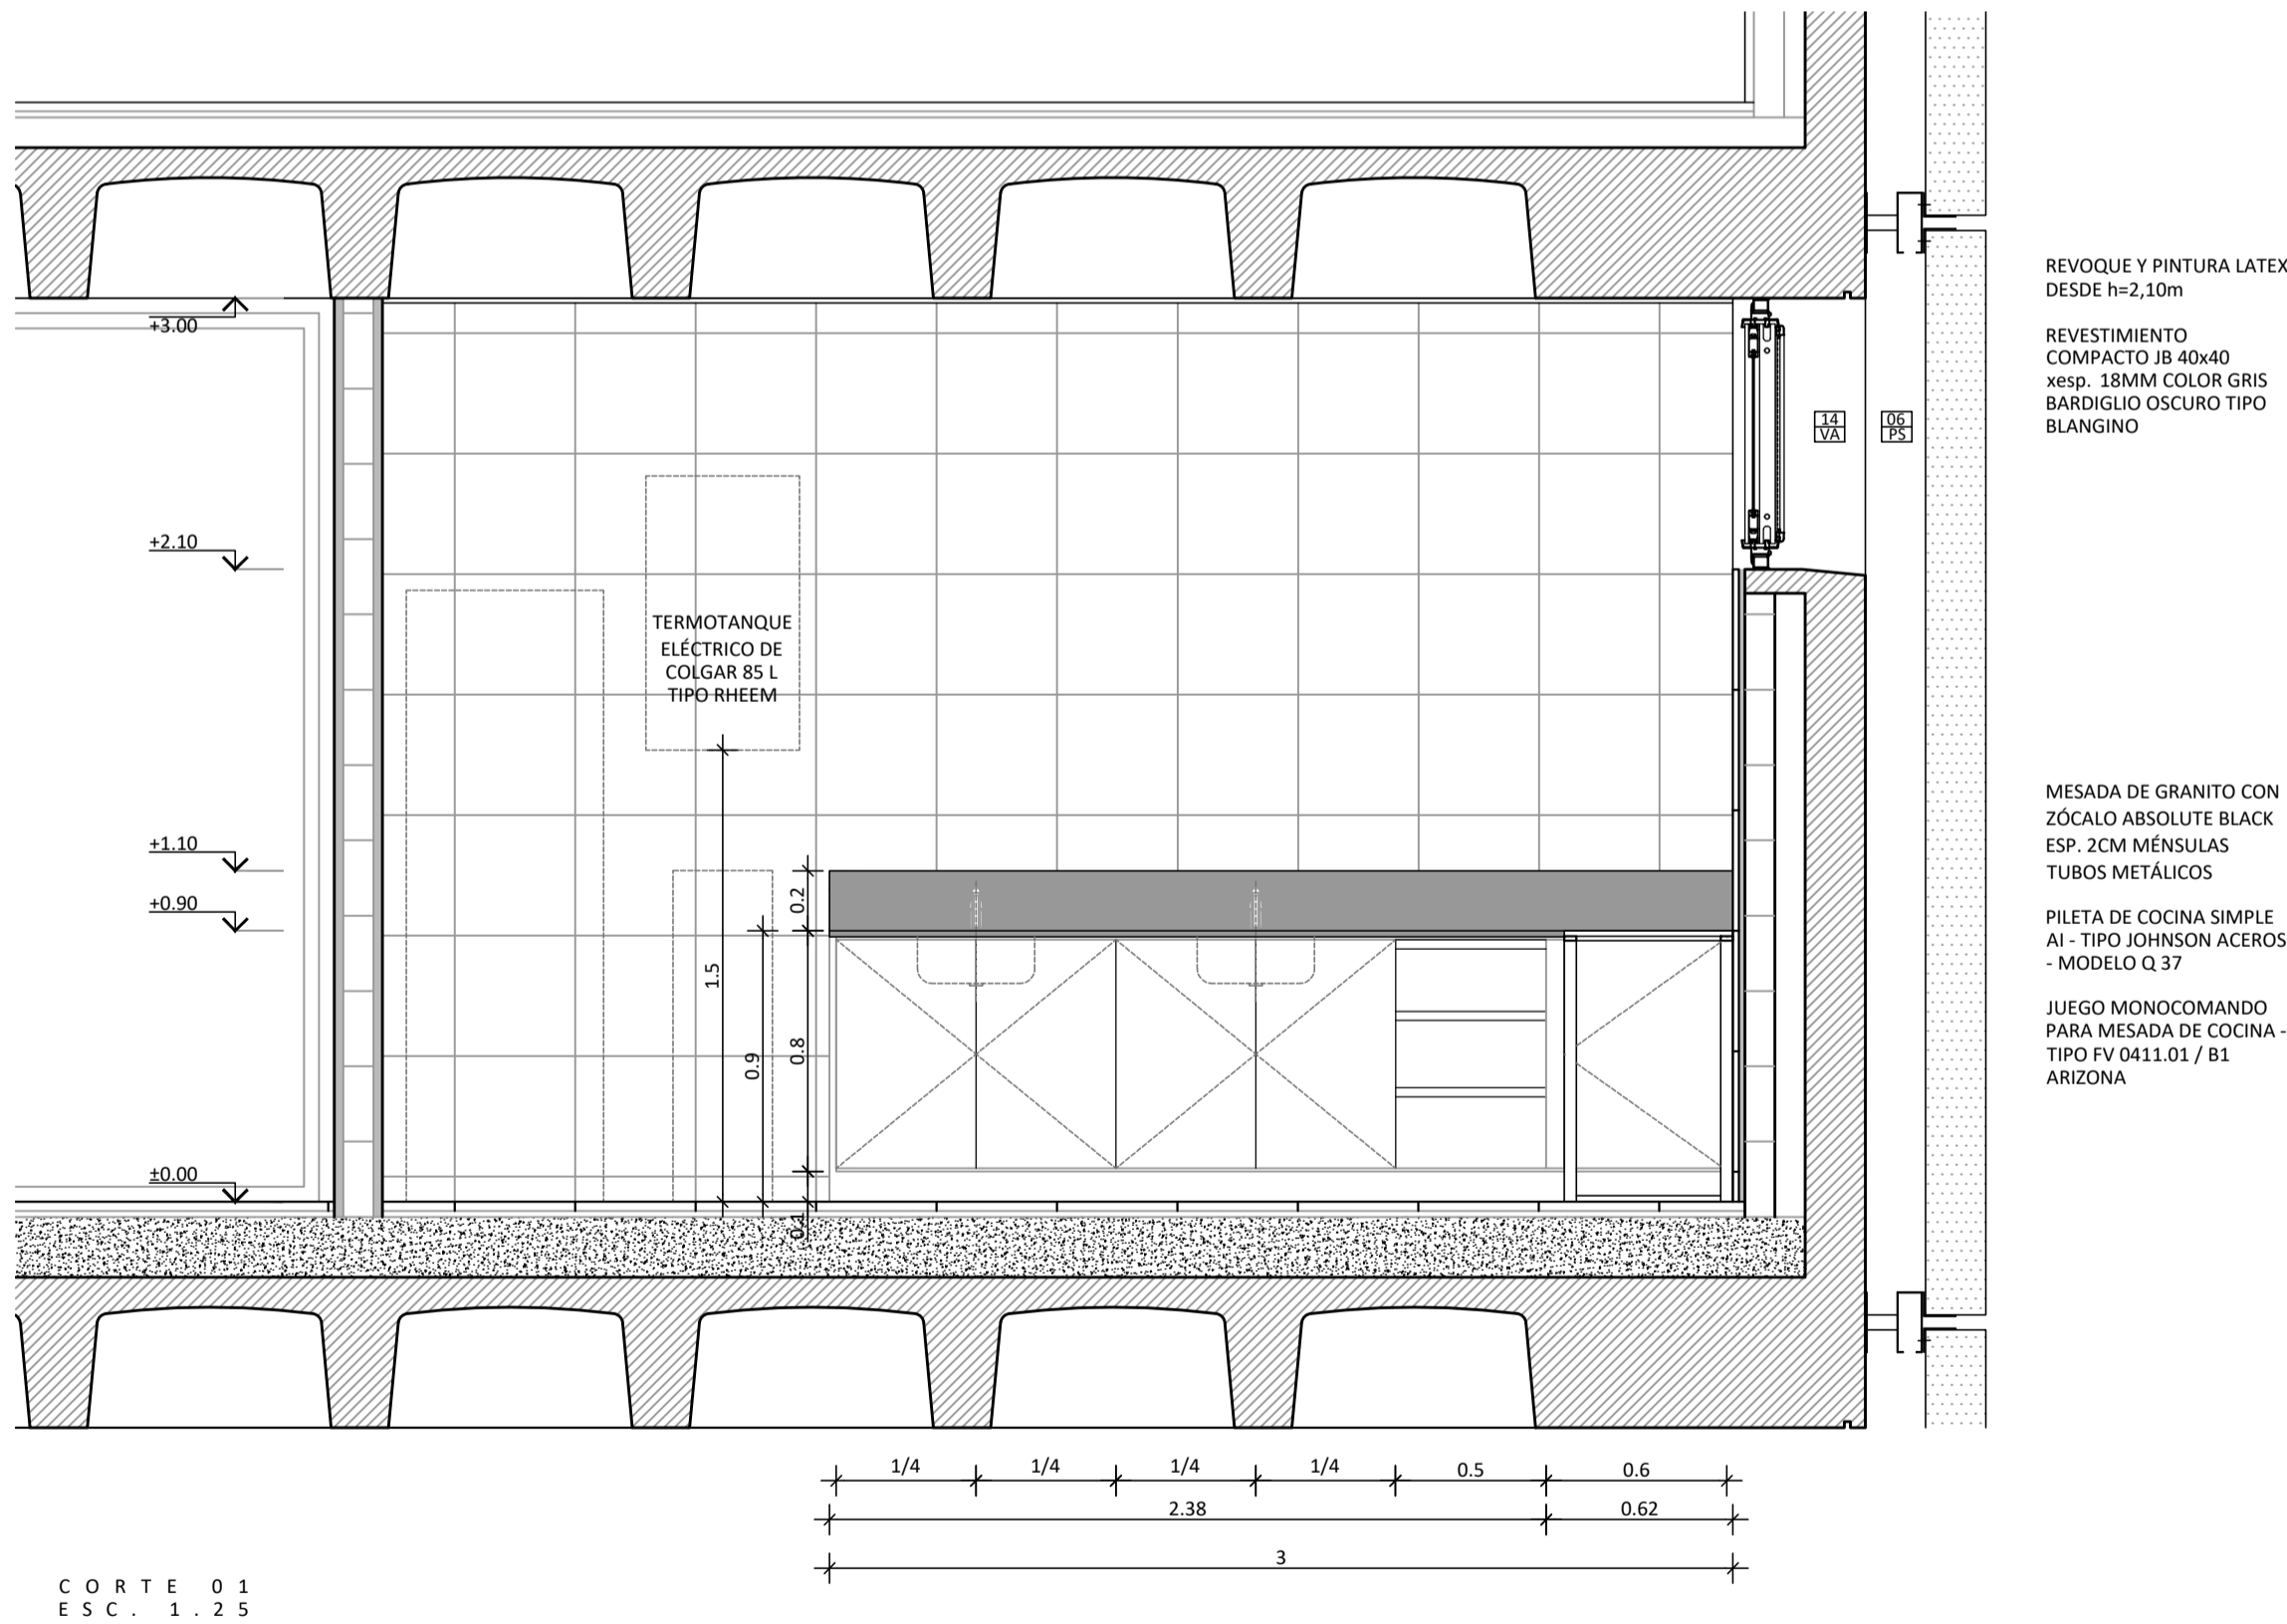 REVOQUE Y PINTURA LATEX
DESDE h=2,10m
REVESTIMIENTO
COMPACTO JB 40x40
xesp. 18MM COLOR GRIS
BARDIGLIO OSCURO TIPO
BLANGINO
+3.00
14
VA
06
PS
+2.10
TERMOTANQUE
ELÉCTRICO DE
COLGAR 85 L
TIPO RHEEM
MESADA DE GRANITO CON
ZÓCALO ABSOLUTE BLACK
ESP. 2CM MÉNSULAS
TUBOS METÁLICOS
PILETA DE COCINA SIMPLE
AI - TIPO JOHNSON ACEROS
- MODELO Q 37
JUEGO MONOCOMANDO
PARA MESADA DE COCINA -
TIPO FV 0411.01 / B1
ARIZONA
+1.10
+0.90
0.2
1.5
0.9
0.8
±0.00
0.1
1/4 1/4 1/4 1/4 0.5 0.6
2.38 0.62
3
CORTE 01
ESC. 1.25